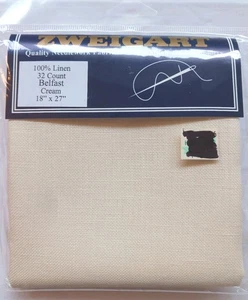 ZWEIGART
Quality Needlework Fabrics
100% Linen
32 Count
Belfast
Cream
18" x 27"